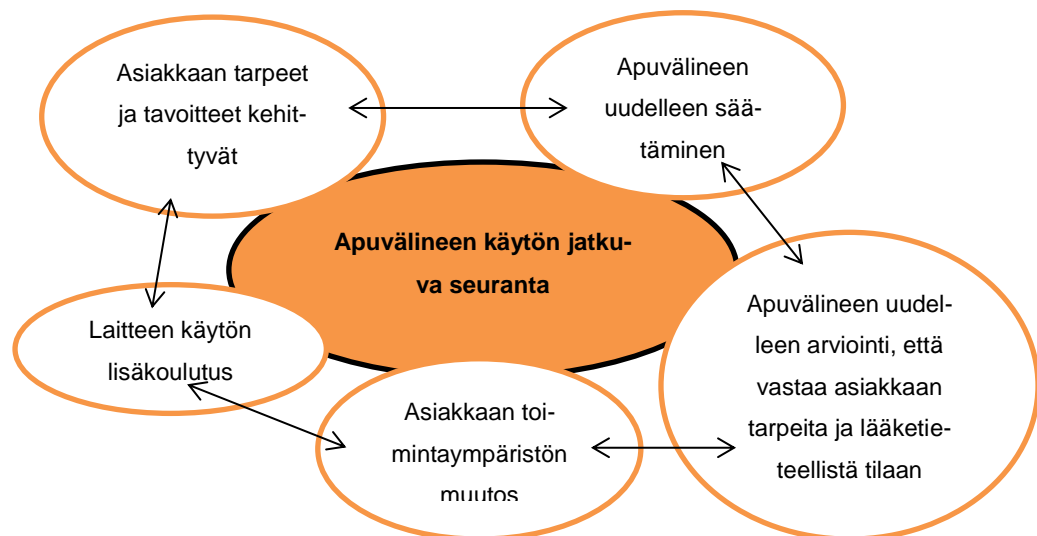 Asiakkaan tarpeet
ja tavoitteet kehit-
tyvät
Apuvälineen
uudelleen sää-
täminen
Apuvälineen käytön jatku-
va seuranta
Laitteen käytön
lisäkoulutus
Apuvälineen uudel-
leen arviointi, että
vastaa asiakkaan
tarpeita ja lääketie-
teellistä tilaan
Asiakkaan toi-
mintaympäristön
muutos